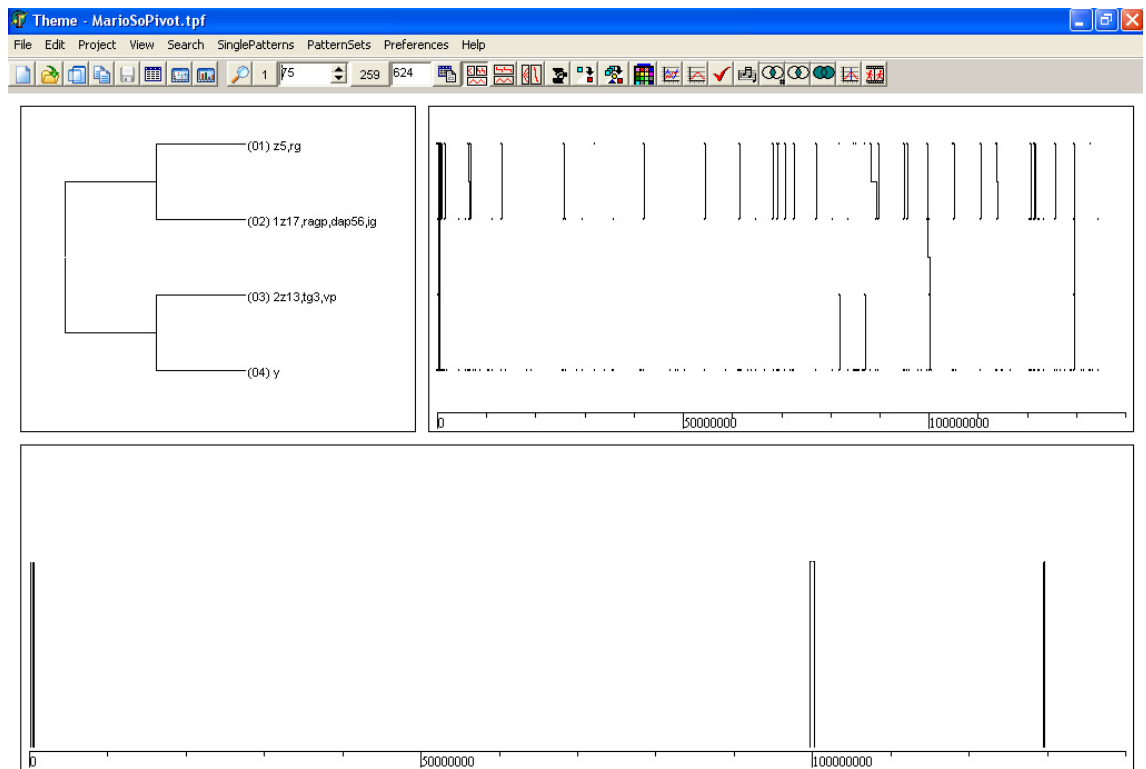 Theme - MarioSoPivot.tpf
File Edit Project View Search SinglePatterns PatternSets Preferences Help
1 75 259 624
(01) z5,rg
(02) 1z17,ragp,dap56,ig
(03) 2z13,tg3,vp
(04) y
0 50000000 100000000
0 50000000 100000000